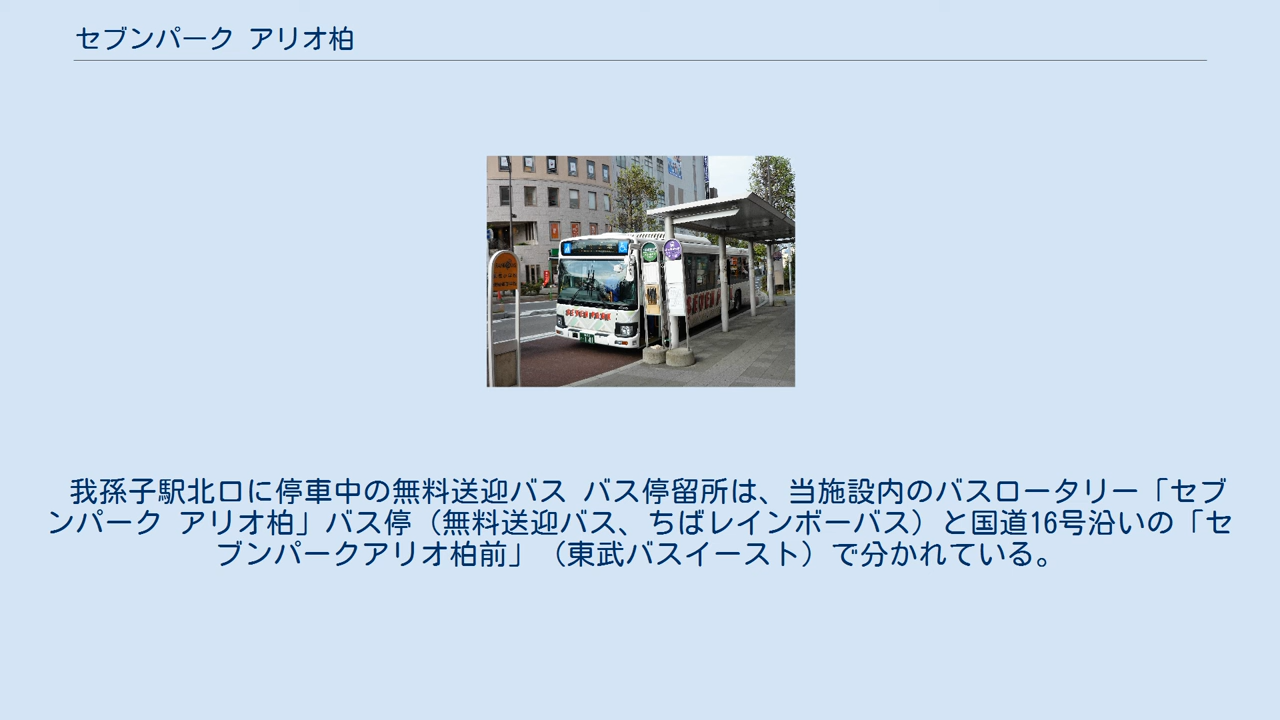 セブンパーク アリオ柏
SEVEN PARK
我孫子駅北口に停車中の無料送迎バス バス停留所は、当施設内のバスロータリー「セブ
ンパーク アリオ柏」バス停（無料送迎バス、ちばレインボーバス）と国道16号沿いの「セ
ブンパークアリオ柏前」（東武バスイースト）で分かれている。